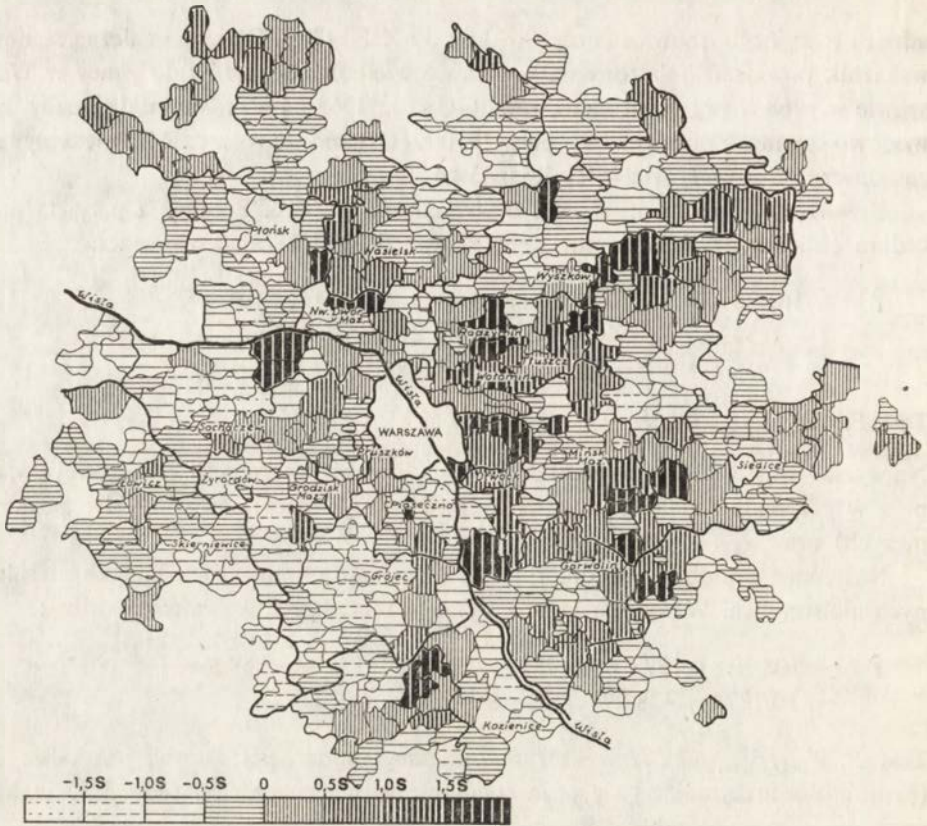 Płońsk
Nasielsk
Wyszków
Wisła
Nw. Dwór
Maz.
Radzymin
Tłuszcz
Wołomin
Wisła
WARSZAWA
Sochaczew
Pruszków
Mińsk
Maz.
Siedlce
Łowicz
Żyrardów
Grodzisk
Maz.
Otwock
Piaseczno
Skierniewice
Grójec
Garwolin
Kozienice
Wisła
-1,5S -1,0S -0,5S 0 0,5S 1,0S 1,5S